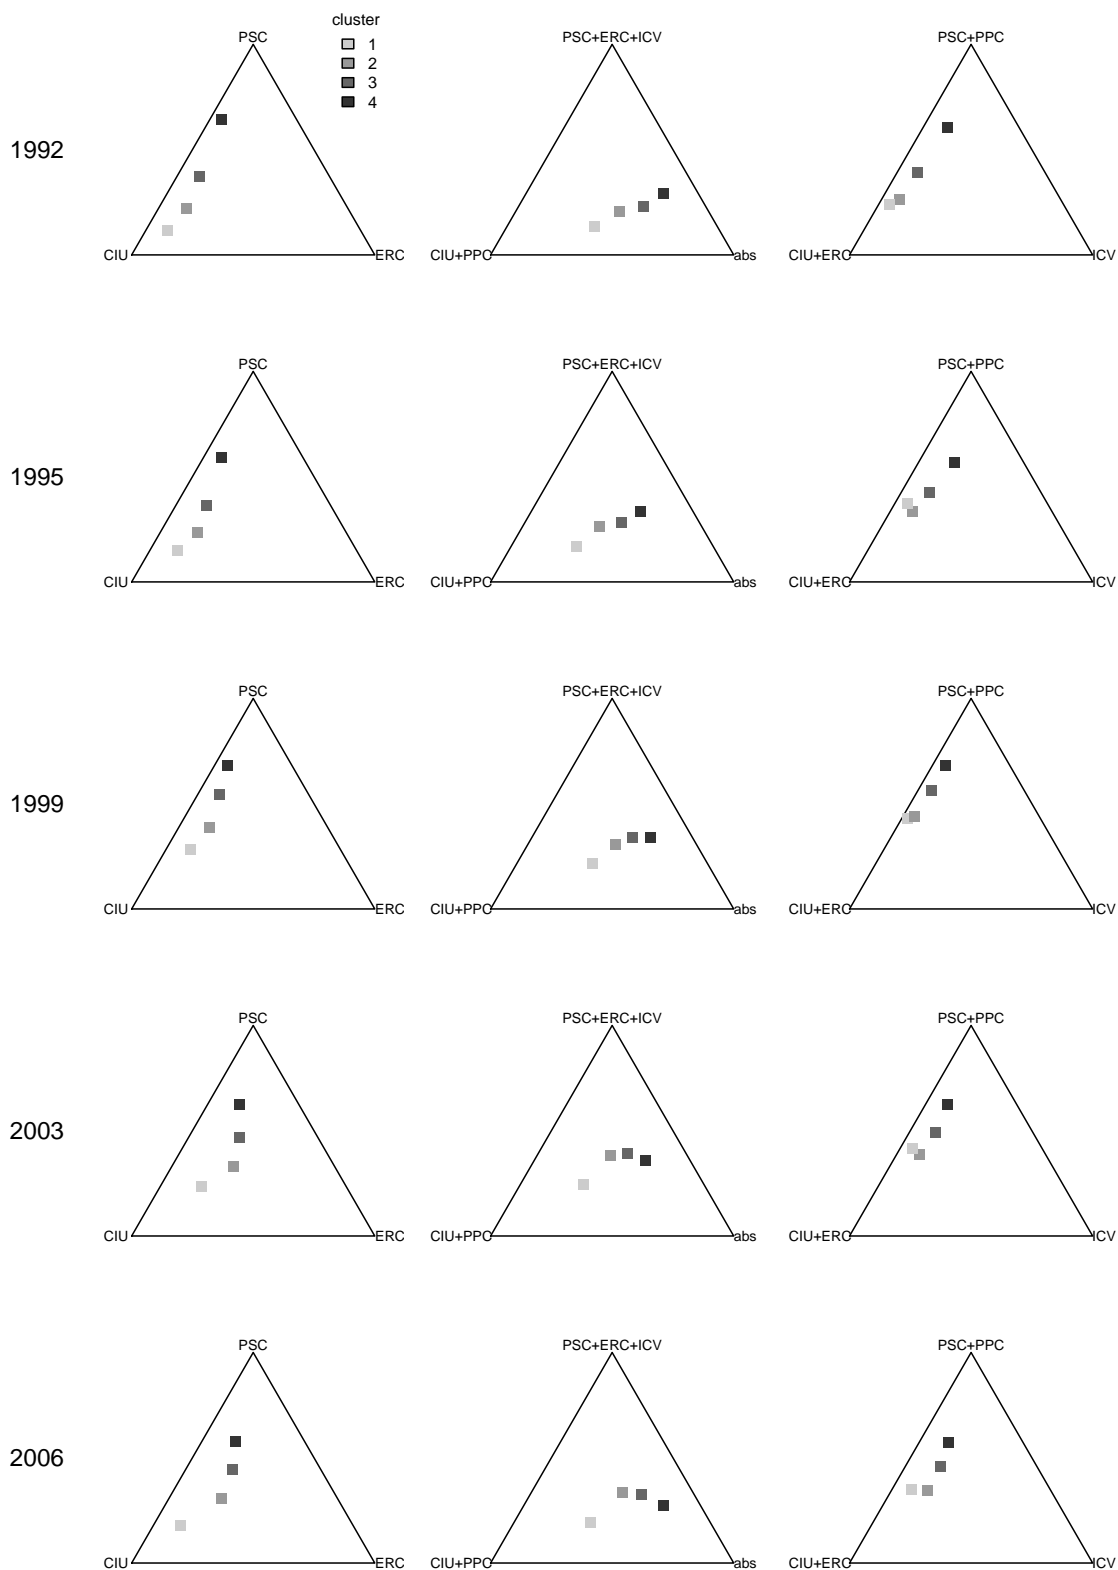 cluster
1
2
3
4
1992
PSC
CIU
ERC
PSC+ERC+ICV
CIU+PPC
abs
PSC+PPC
CIU+ERC
ICV
1995
PSC
CIU
ERC
PSC+ERC+ICV
CIU+PPC
abs
PSC+PPC
CIU+ERC
ICV
1999
PSC
CIU
ERC
PSC+ERC+ICV
CIU+PPC
abs
PSC+PPC
CIU+ERC
ICV
2003
PSC
CIU
ERC
PSC+ERC+ICV
CIU+PPC
abs
PSC+PPC
CIU+ERC
ICV
2006
PSC
CIU
ERC
PSC+ERC+ICV
CIU+PPC
abs
PSC+PPC
CIU+ERC
ICV